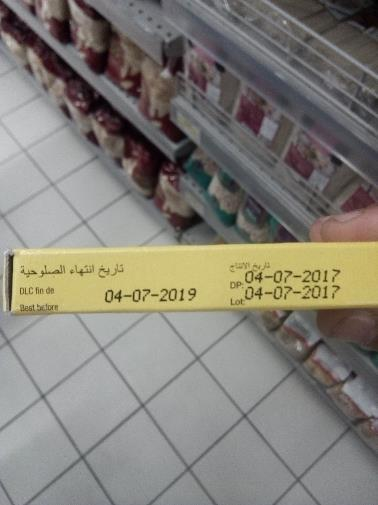 تاريخ انتهاء الصلوحية
DLC fin de
Best before
04-07-2019
تاريخ الانتاج
DP: 04-07-2017
Lot: 04-07-2017